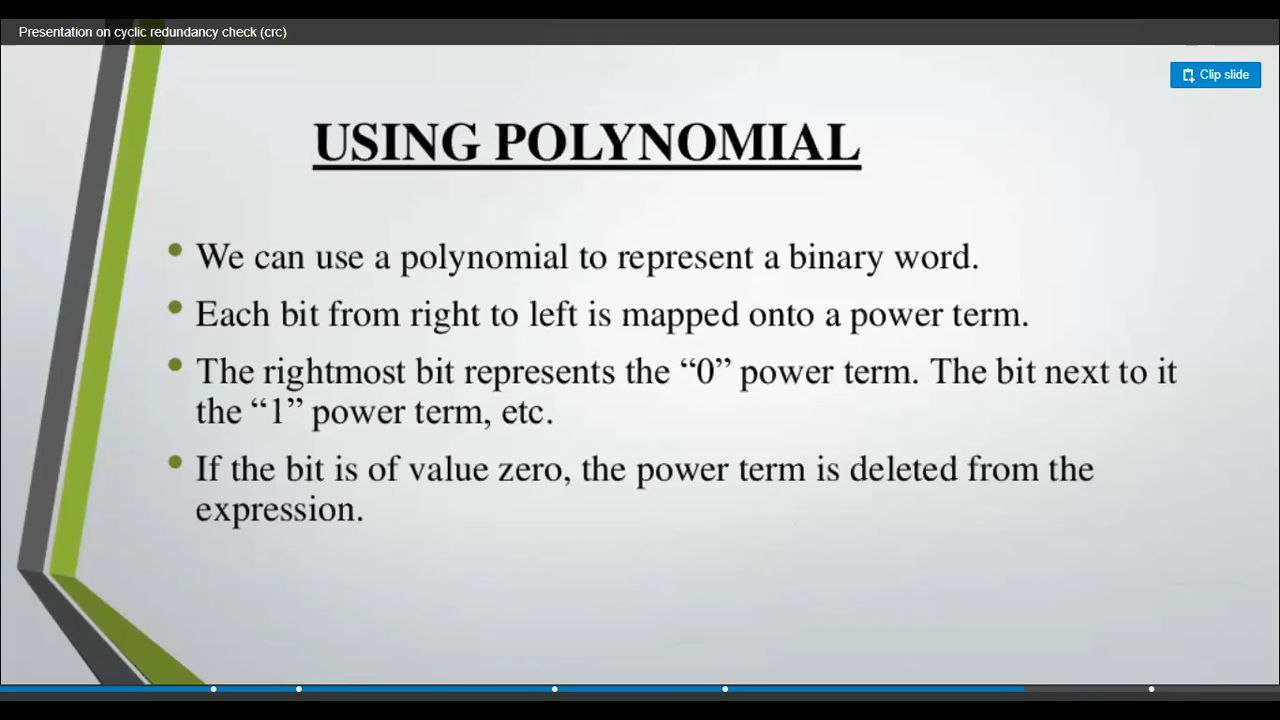 Presentation on cyclic redundancy check (crc)
Clip slide
USING POLYNOMIAL
• We can use a polynomial to represent a binary word.
• Each bit from right to left is mapped onto a power term.
• The rightmost bit represents the “0” power term. The bit next to it
the “1” power term, etc.
• If the bit is of value zero, the power term is deleted from the
expression.